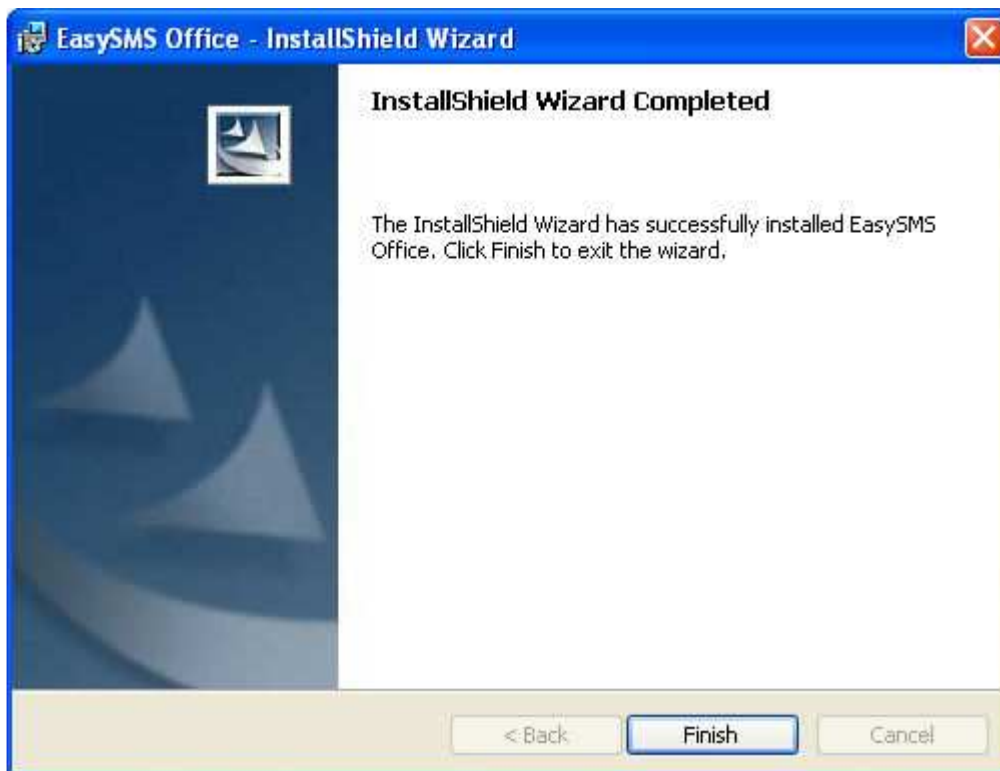 EasySMS Office - InstallShield Wizard
InstallShield Wizard Completed
The InstallShield Wizard has successfully installed EasySMS
Office. Click Finish to exit the wizard.
< Back
Finish
Cancel